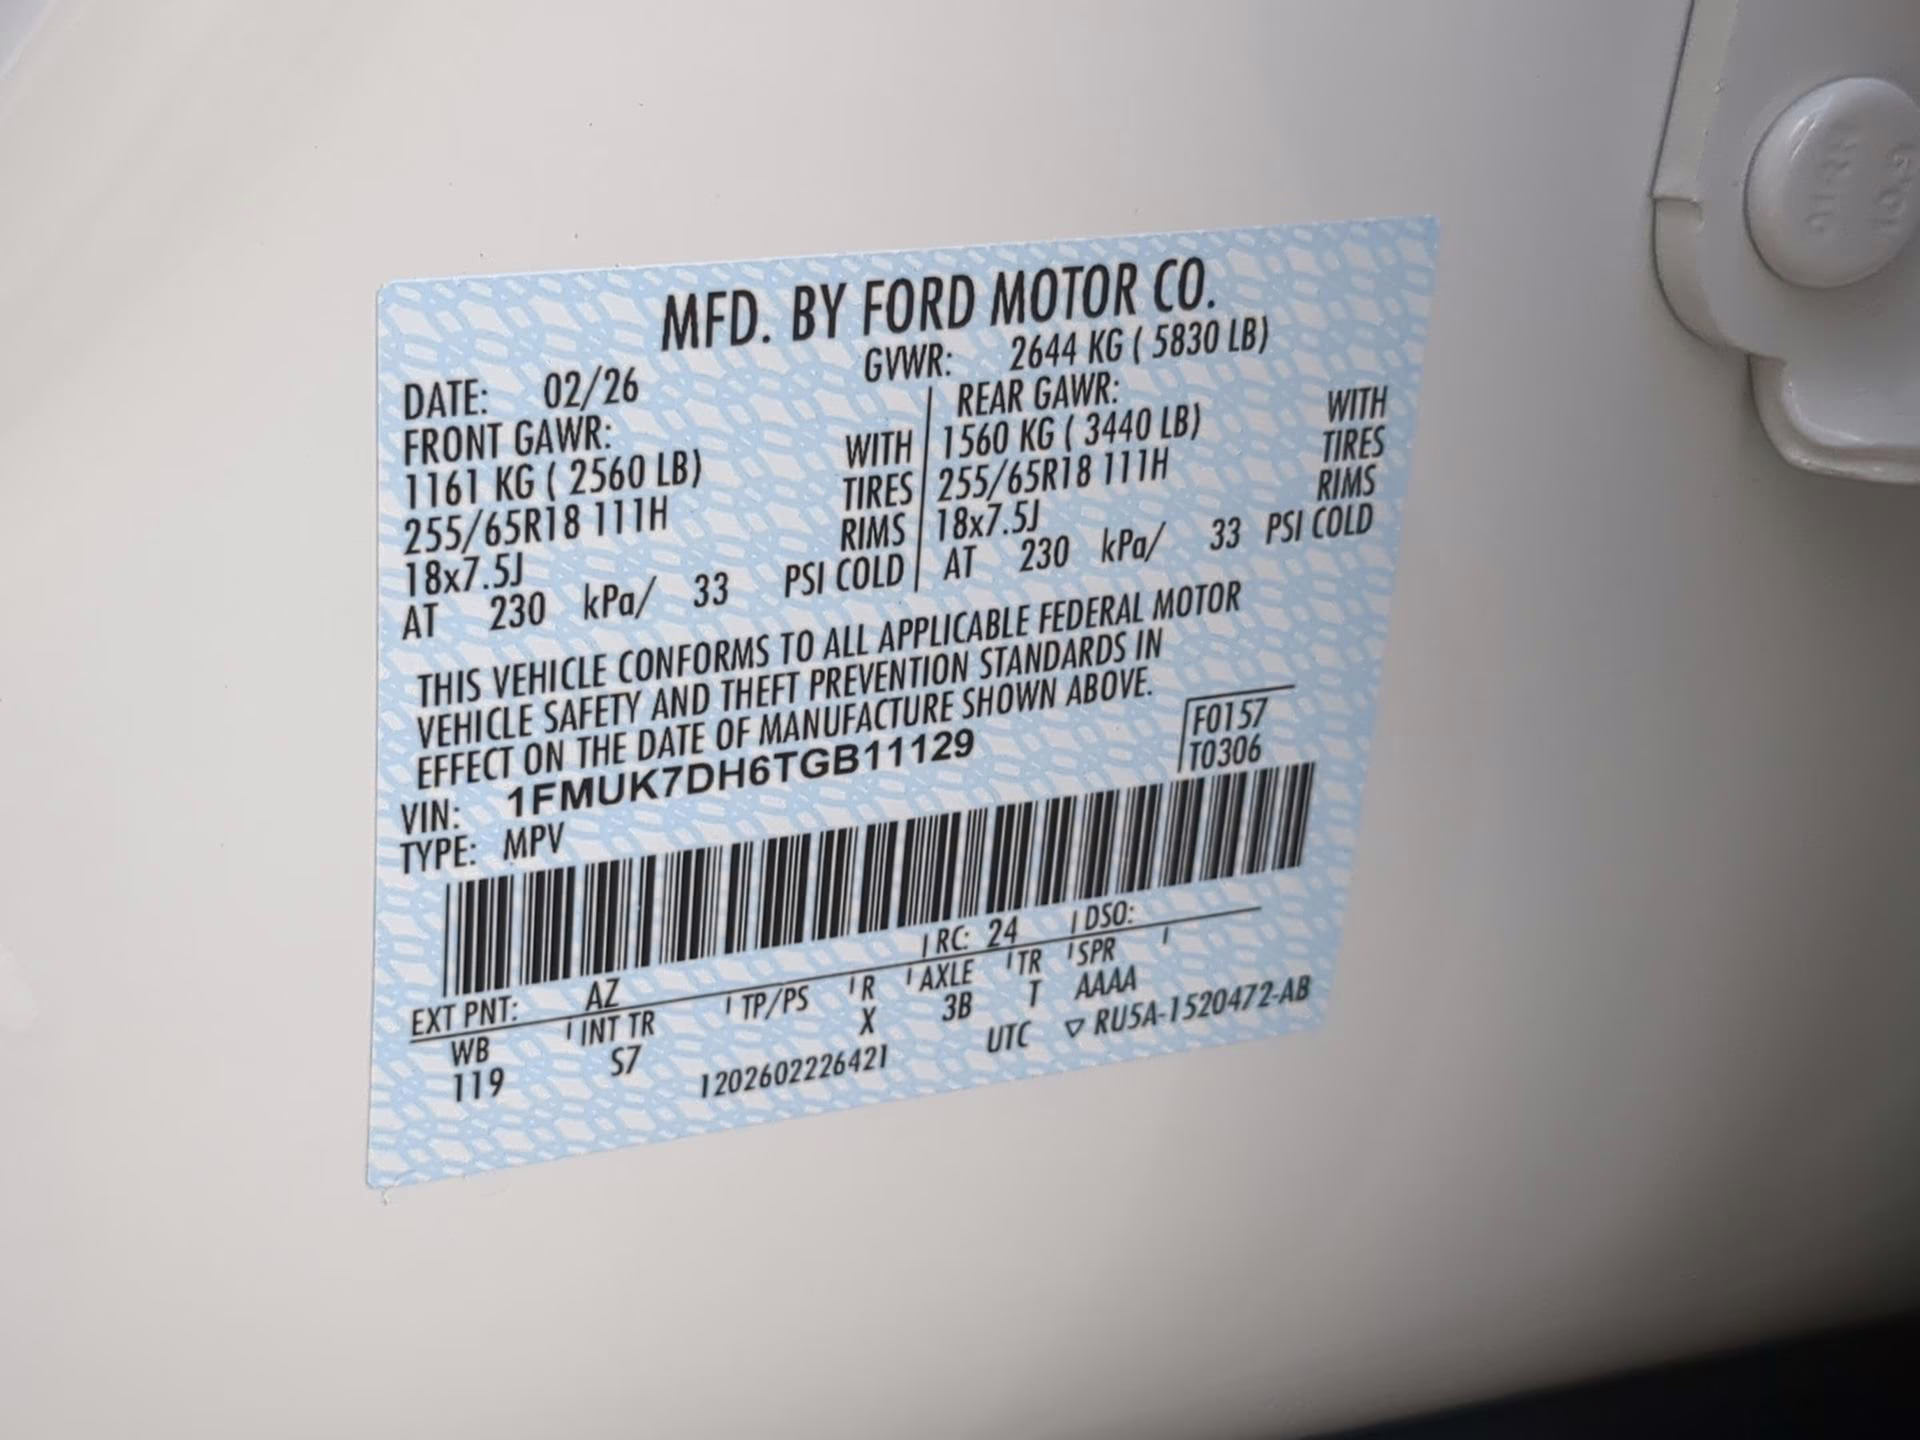 MFD. BY FORD MOTOR CO.
DATE: 02/26 GVWR: 2644 KG ( 5830 LB)
FRONT GAWR: REAR GAWR:
1161 KG ( 2560 LB) WITH 1560 KG ( 3440 LB) WITH
255/65R18 111H TIRES 255/65R18 111H TIRES
18x7.5J RIMS 18x7.5J RIMS
AT 230 kPa/ 33 PSI COLD AT 230 kPa/ 33 PSI COLD
THIS VEHICLE CONFORMS TO ALL APPLICABLE FEDERAL MOTOR
VEHICLE SAFETY AND THEFT PREVENTION STANDARDS IN
EFFECT ON THE DATE OF MANUFACTURE SHOWN ABOVE.
F0157
T0306
VIN: 1FMUK7DH6TGB11129
TYPE: MPV
EXT PNT: AZ RC: 24 DSO:
WB INT TR TP/PS R AXLE TR SPR
119 S7 X 3B T AAAA
1202602226421 UTC ▽ RU5A-1520472-AB